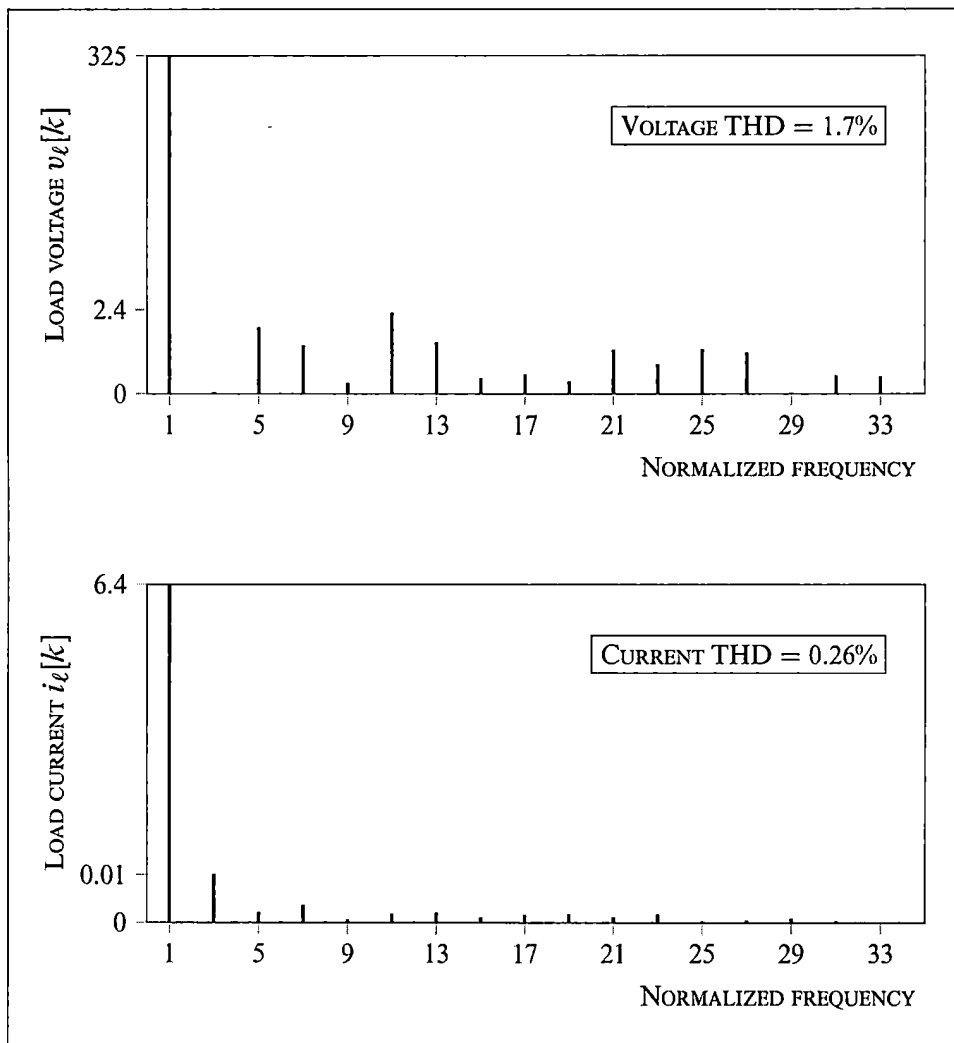 325
LOAD VOLTAGE vℓ[k]
VOLTAGE THD = 1.7%
2.4
0
1 5 9 13 17 21 25 29 33
NORMALIZED FREQUENCY
6.4
LOAD CURRENT iℓ[k]
CURRENT THD = 0.26%
0.01
0
1 5 9 13 17 21 25 29 33
NORMALIZED FREQUENCY